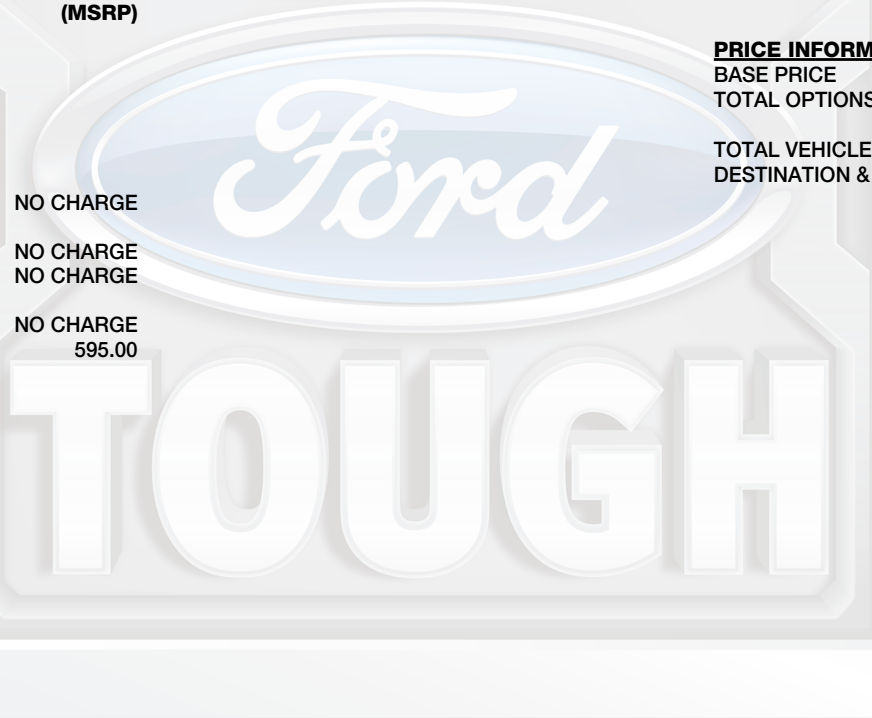 (MSRP)
NO CHARGE
NO CHARGE
NO CHARGE
NO CHARGE
595.00
PRICE INFORM
BASE PRICE
TOTAL OPTIONS
TOTAL VEHICLE
DESTINATION &
Ford
TOUGH